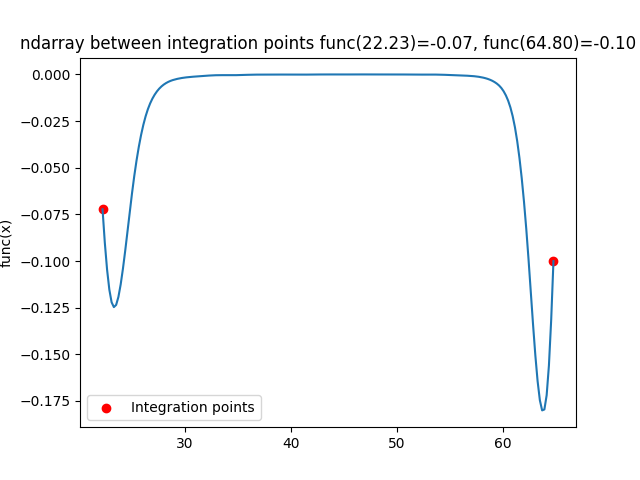 ndarray between integration points func(22.23)=-0.07, func(64.80)=-0.10
0.000
−0.025
−0.050
−0.075
−0.100
−0.125
−0.150
−0.175
func(x)
Integration points
30 40 50 60